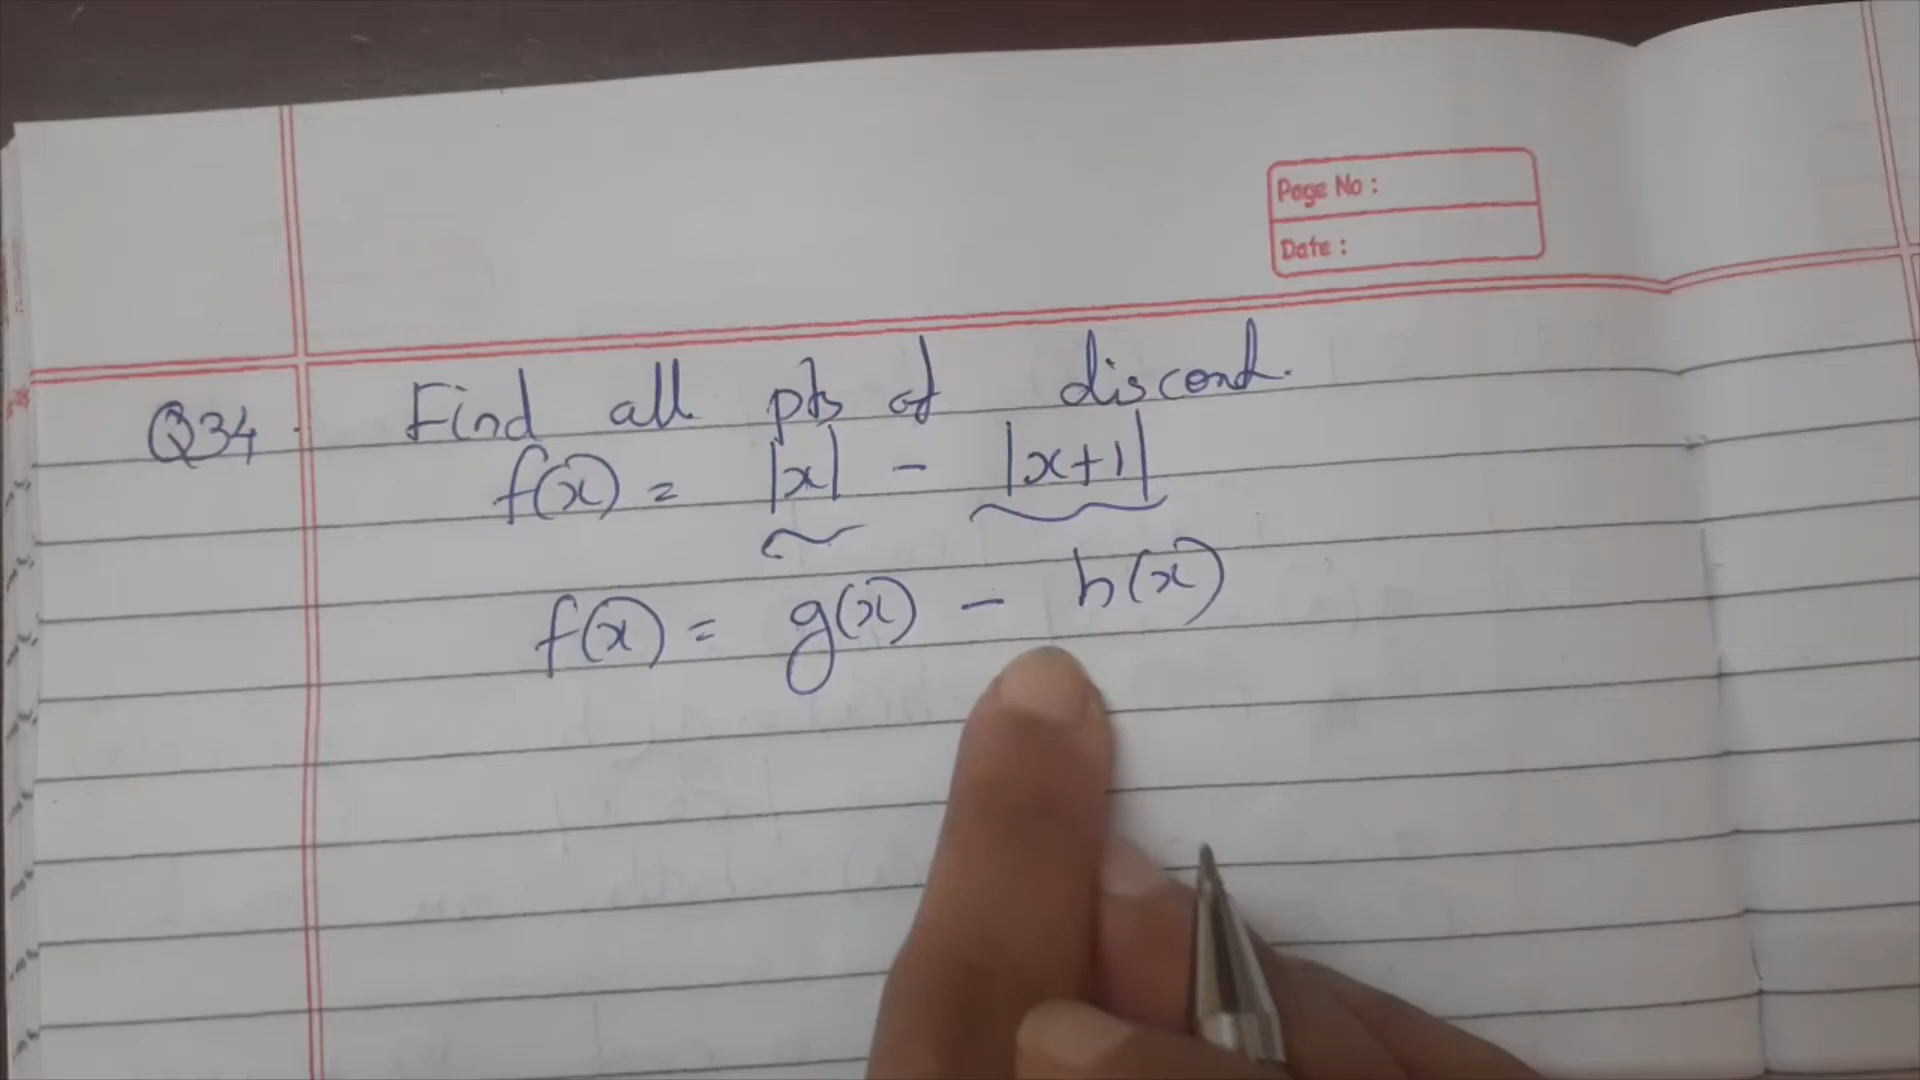 Page No :
Date :
Q34. Find all pts of discont.
f(x) = |x| - |x+1|
f(x) = g(x) - h(x)